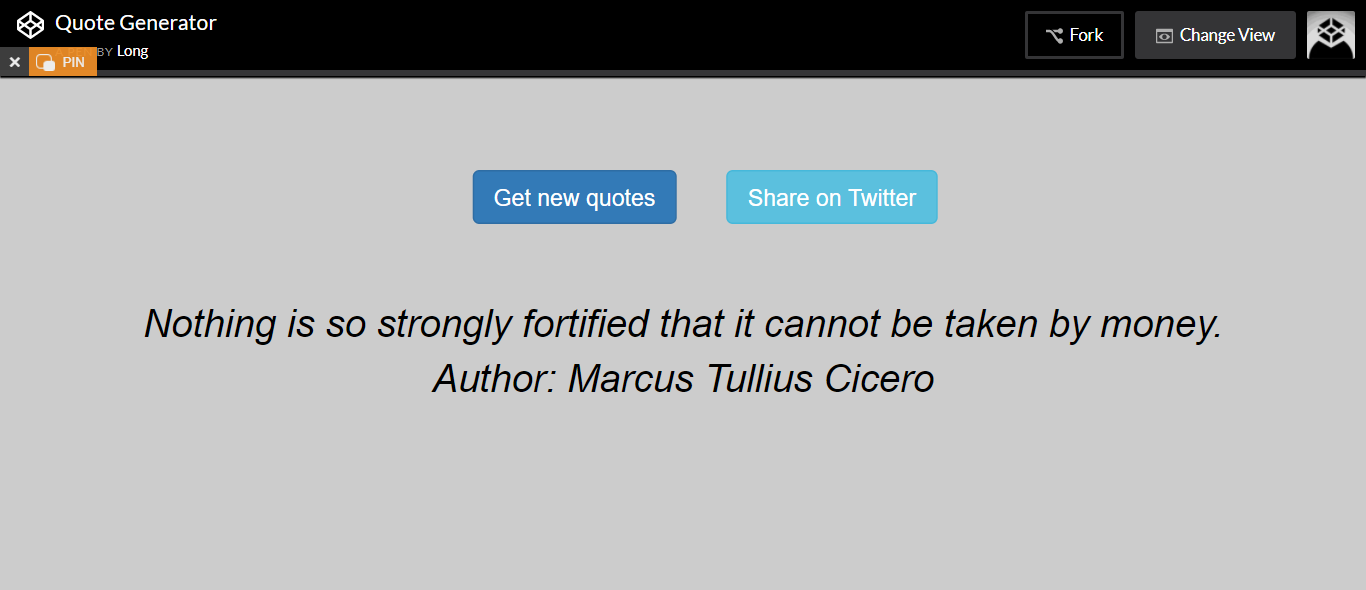 Quote Generator
BY Long
PIN
Fork
Change View
Get new quotes
Share on Twitter
Nothing is so strongly fortified that it cannot be taken by money.
Author: Marcus Tullius Cicero